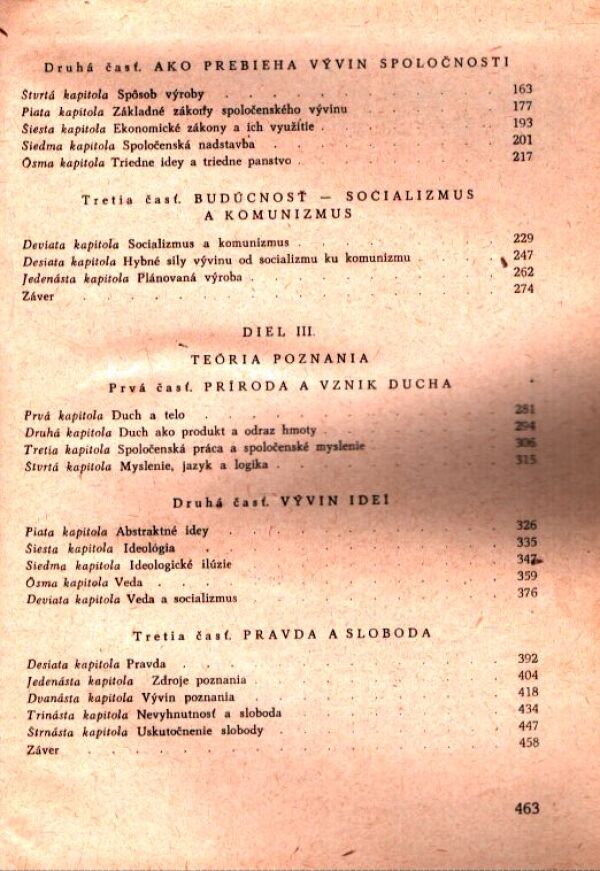 Druhá časť. AKO PREBIEHA VÝVIN SPOLOČNOSTI
Štvrtá kapitola Spôsob výroby . . . . . . . . . . 163
Piata kapitola Základné zákony spoločenského vývinu . . . . . 177
Šiesta kapitola Ekonomické zákony a ich využitie . . . . . . 193
Siedma kapitola Spoločenská nadstavba . . . . . . . . 201
Ôsma kapitola Triedne idey a triedne panstvo . . . . . . . 217
Tretia časť. BUDÚCNOSŤ — SOCIALIZMUS
A KOMUNIZMUS
Deviata kapitola Socializmus a komunizmus . . . . . . . 229
Desiata kapitola Hybné sily vývinu od socializmu ku komunizmu . . . 247
Jedenásta kapitola Plánovaná výroba . . . . . . . . . 262
Záver . . . . . . . . . . . . . . . 274
DIEL III.
TEÓRIA POZNANIA
Prvá časť. PRÍRODA A VZNIK DUCHA
Prvá kapitola Duch a telo . . . . . . . . . . . 281
Druhá kapitola Duch ako produkt a odraz hmoty . . . . . . 294
Tretia kapitola Spoločenská práca a spoločenské myslenie . . . . 306
Štvrtá kapitola Myslenie, jazyk a logika . . . . . . . . 315
Druhá časť. VÝVIN IDEÍ
Piata kapitola Abstraktné idey . . . . . . . . . . 326
Šiesta kapitola Ideológia . . . . . . . . . . . 335
Siedma kapitola Ideologické ilúzie . . . . . . . . . 347
Ôsma kapitola Veda . . . . . . . . . . . . . 359
Deviata kapitola Veda a socializmus . . . . . . . . . 376
Tretia časť. PRAVDA A SLOBODA
Desiata kapitola Pravda . . . . . . . . . . . . 392
Jedenásta kapitola Zdroje poznania . . . . . . . . . 404
Dvanásta kapitola Vývin poznania . . . . . . . . . 418
Trinásta kapitola Nevyhnutnosť a sloboda . . . . . . . 434
Štrnásta kapitola Uskutočnenie slobody . . . . . . . . 447
Záver . . . . . . . . . . . . . . . 458
463